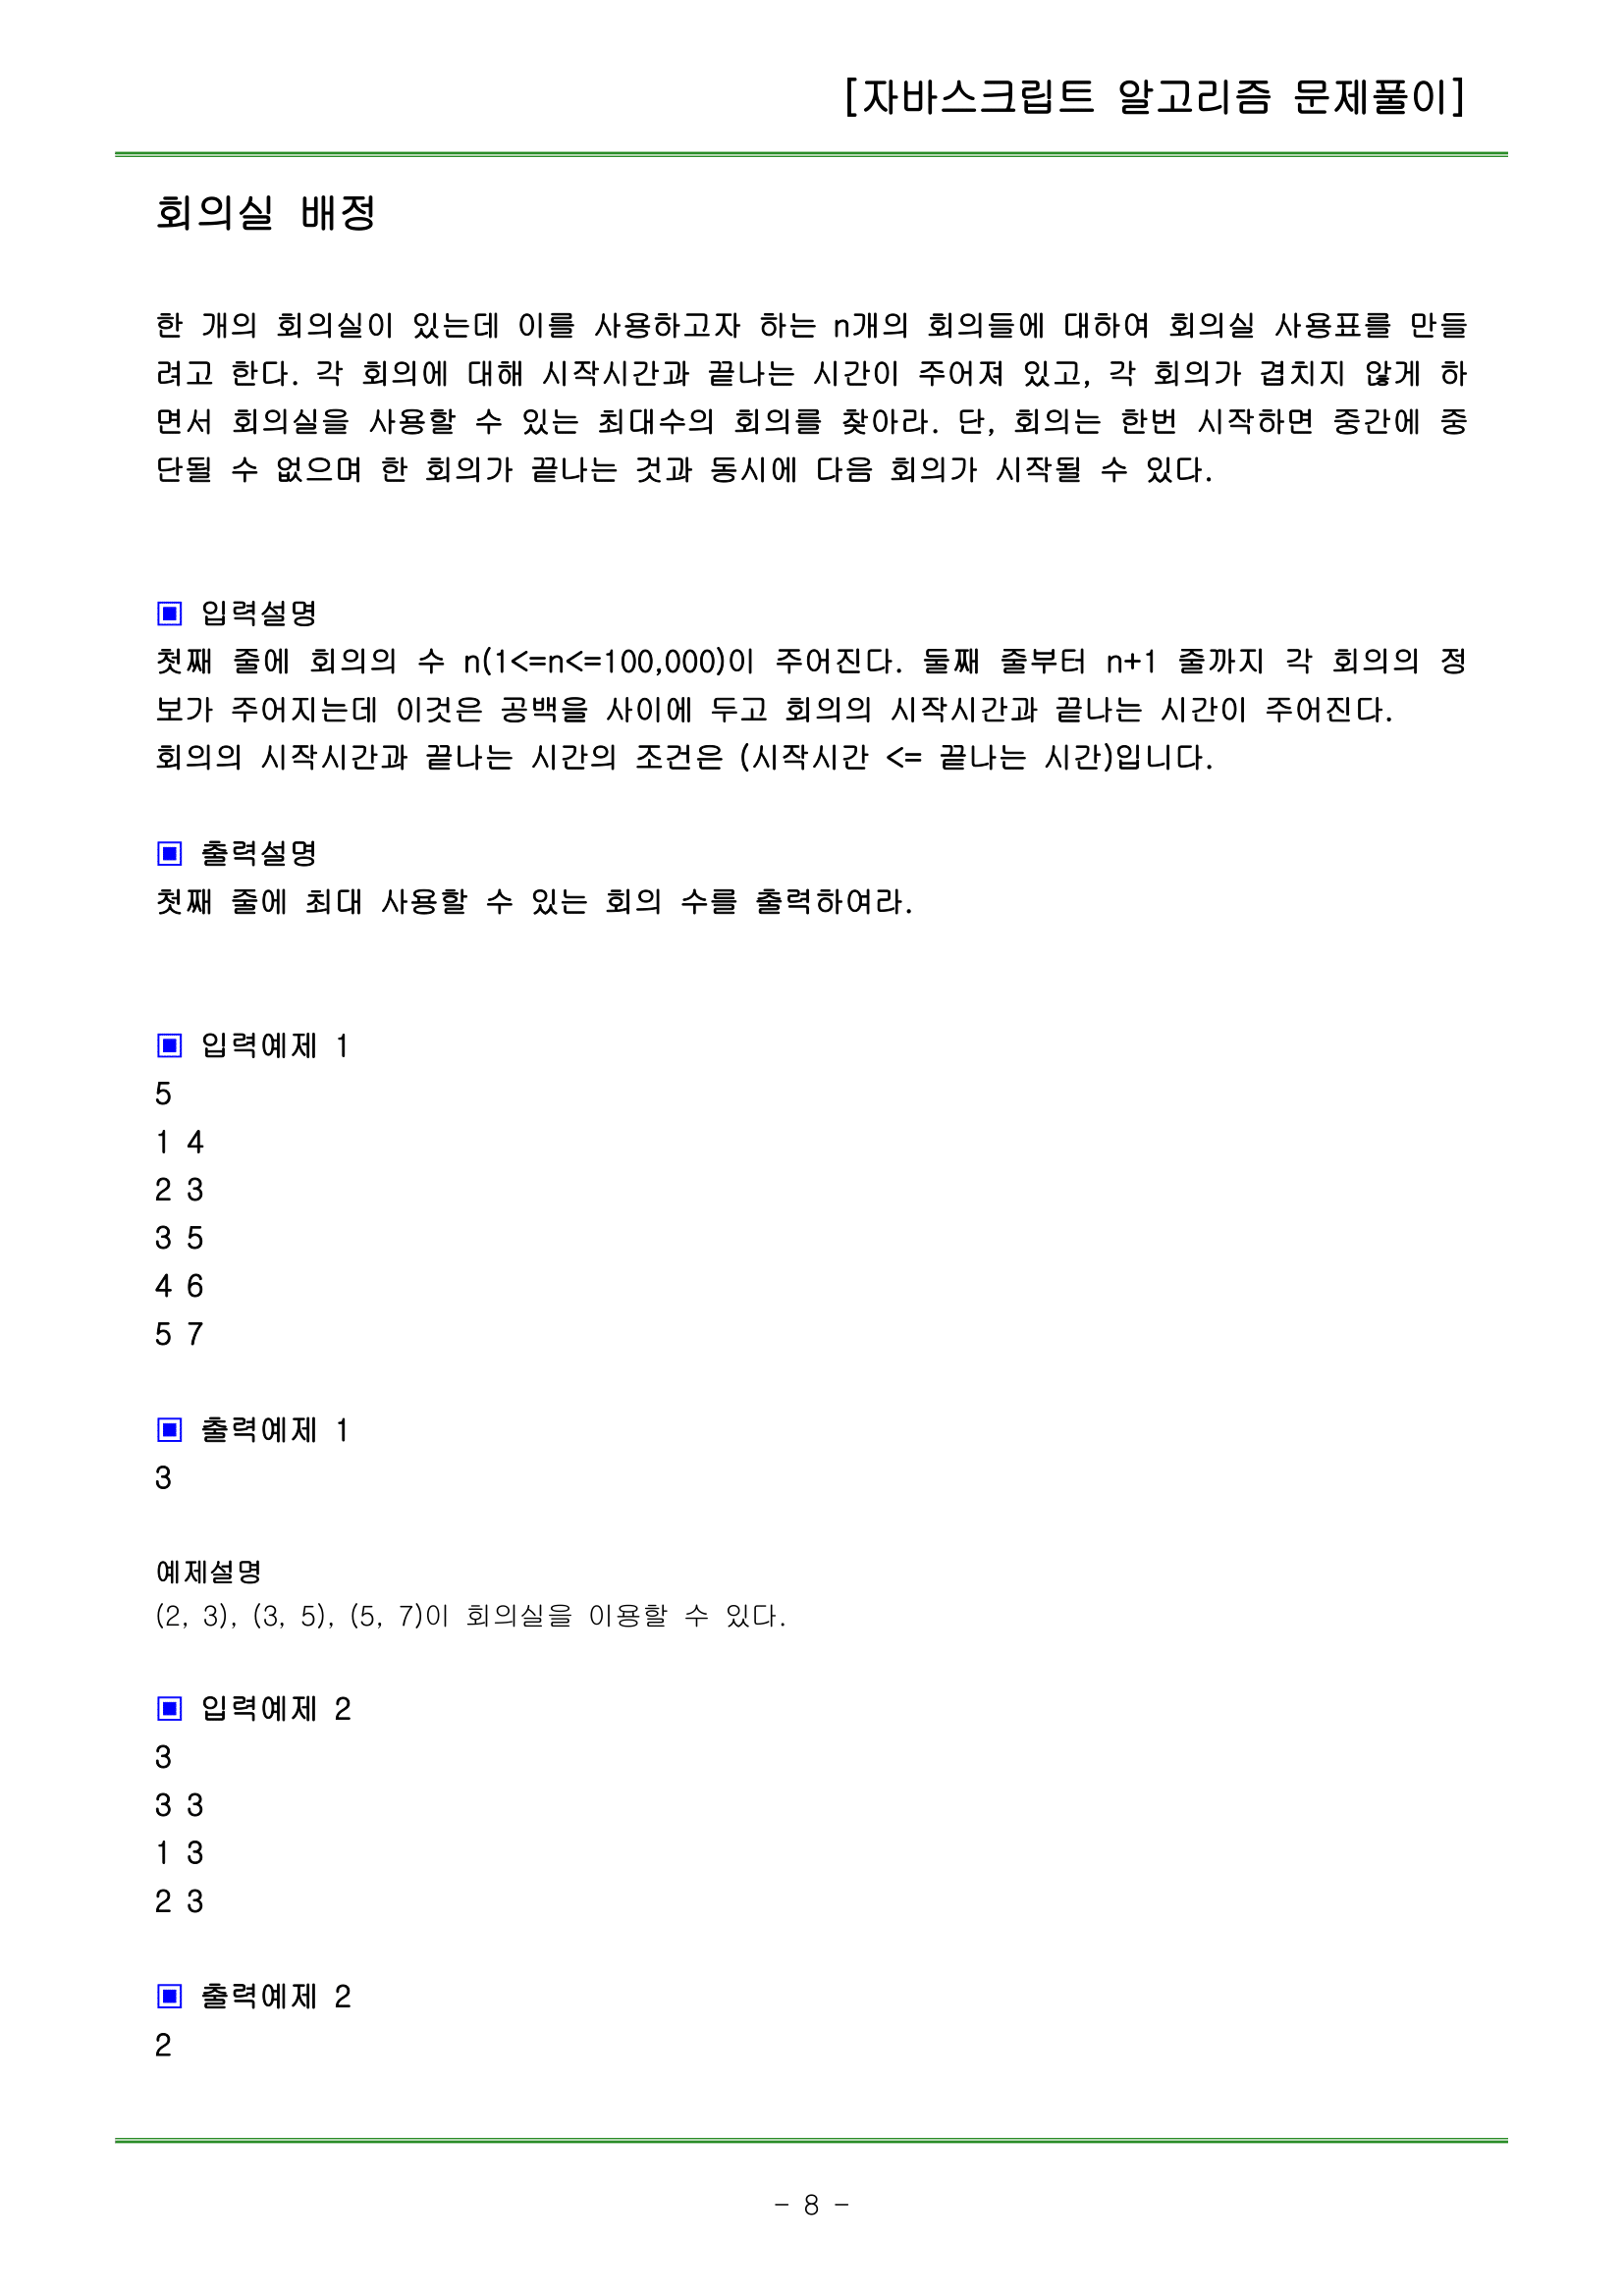 [자바스크립트 알고리즘 문제풀이]
회의실 배정
한 개의 회의실이 있는데 이를 사용하고자 하는 n개의 회의들에 대하여 회의실 사용표를 만들
려고 한다. 각 회의에 대해 시작시간과 끝나는 시간이 주어져 있고, 각 회의가 겹치지 않게 하
면서 회의실을 사용할 수 있는 최대수의 회의를 찾아라. 단, 회의는 한번 시작하면 중간에 중
단될 수 없으며 한 회의가 끝나는 것과 동시에 다음 회의가 시작될 수 있다.
▣ 입력설명
첫째 줄에 회의의 수 n(1<=n<=100,000)이 주어진다. 둘째 줄부터 n+1 줄까지 각 회의의 정
보가 주어지는데 이것은 공백을 사이에 두고 회의의 시작시간과 끝나는 시간이 주어진다.
회의의 시작시간과 끝나는 시간의 조건은 (시작시간 <= 끝나는 시간)입니다.
▣ 출력설명
첫째 줄에 최대 사용할 수 있는 회의 수를 출력하여라.
▣ 입력예제 1
5
1 4
2 3
3 5
4 6
5 7
▣ 출력예제 1
3
예제설명
(2, 3), (3, 5), (5, 7)이 회의실을 이용할 수 있다.
▣ 입력예제 2
3
3 3
1 3
2 3
▣ 출력예제 2
2
- 8 -